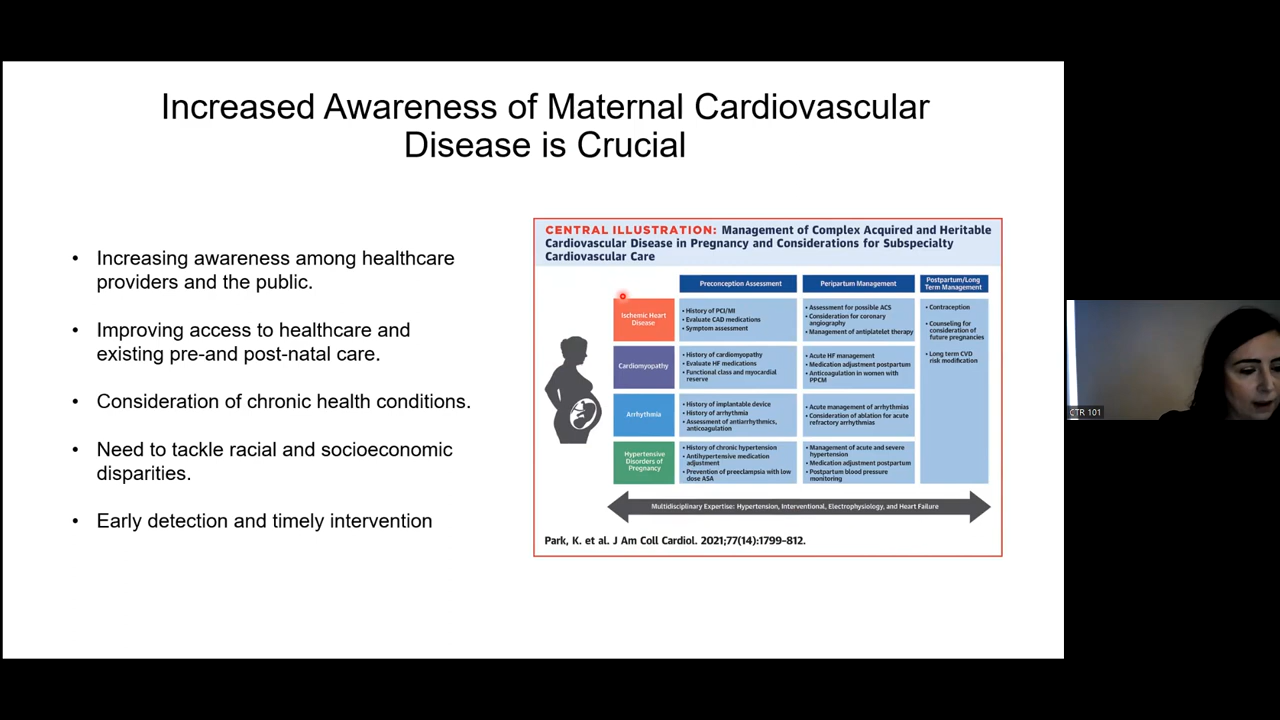 Increased Awareness of Maternal Cardiovascular
Disease is Crucial
• Increasing awareness among healthcare
providers and the public.
• Improving access to healthcare and
existing pre-and post-natal care.
• Consideration of chronic health conditions.
• Need to tackle racial and socioeconomic
disparities.
• Early detection and timely intervention
CENTRAL ILLUSTRATION: Management of Complex Acquired and Heritable
Cardiovascular Disease in Pregnancy and Considerations for Subspecialty
Cardiovascular Care
Preconception Assessment
Peripartum Management
Postpartum/Long
Term Management
Ischemic Heart
Disease
• History of PCI/MI
• Evaluate CAD medications
• Symptom assessment
• Assessment for possible ACS
• Consideration for coronary
angiography
• Management of antiplatelet therapy
• Contraception
• Counseling for
consideration of
future pregnancies
• Long term CVD
risk modification
Cardiomyopathy
• History of cardiomyopathy
• Evaluate HF medications
• Functional class and myocardial
reserve
• Acute HF management
• Medication adjustment postpartum
• Anticoagulation in women with
PPCM
Arrhythmia
• History of implantable device
• History of arrhythmia
• Assessment of antiarrhythmics,
anticoagulation
• Acute management of arrhythmias
• Consideration of ablation for acute
refractory arrhythmias
Hypertensive
Disorders of
Pregnancy
• History of chronic hypertension
• Antihypertensive medication
adjustment
• Prevention of preeclampsia with low
dose ASA
• Management of acute and severe
hypertension
• Medication adjustment postpartum
• Postpartum blood pressure
monitoring
Multidisciplinary Expertise: Hypertension, Interventional, Electrophysiology, and Heart Failure
Park, K. et al. J Am Coll Cardiol. 2021;77(14):1799-812.
CTR 101